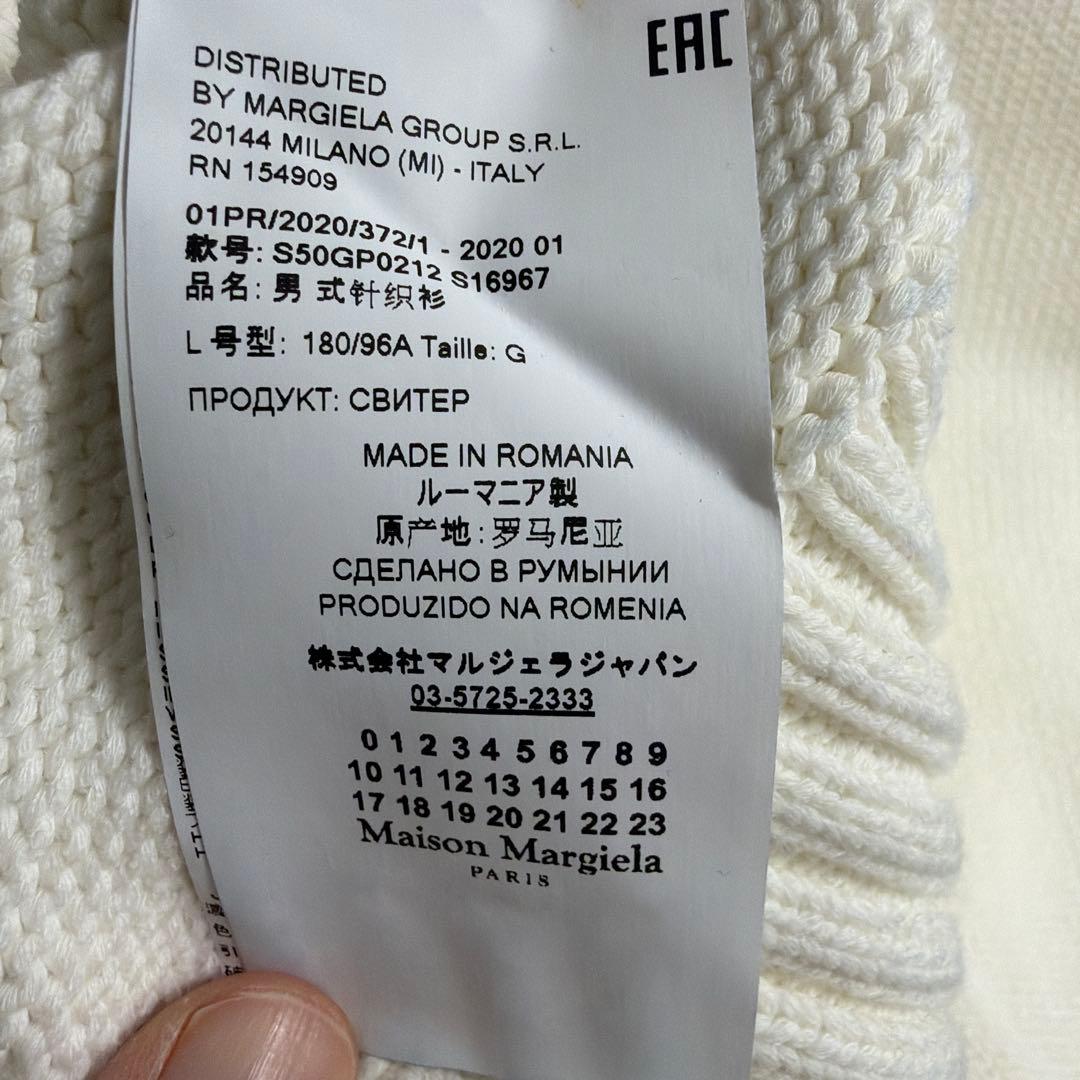 EAC
DISTRIBUTED
BY MARGIELA GROUP S.R.L.
20144 MILANO (MI) - ITALY
RN 154909
01PR/2020/372/1 - 2020 01
款号: S50GP0212 S16967
品名: 男 式针织衫
L 号型: 180/96A Taille: G
ПРОДУКТ: СВИТЕР
MADE IN ROMANIA
ルーマニア製
原产地:罗马尼亚
СДЕЛАНО В РУМЫНИИ
PRODUZIDO NA ROMENIA
株式会社マルジェラジャパン
03-5725-2333
0 1 2 3 4 5 6 7 8 9
10 11 12 13 14 15 16
17 18 19 20 21 22 23
Maison Margiela
PARIS